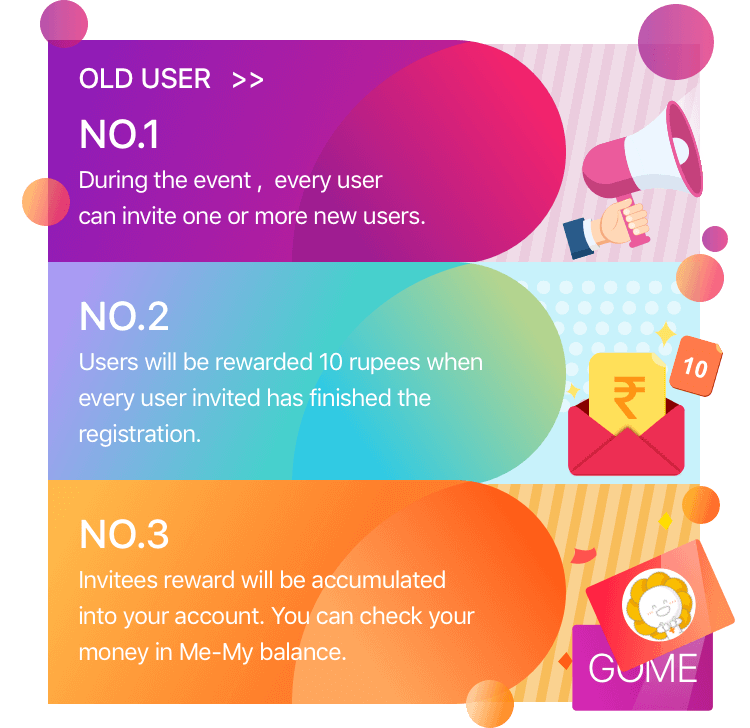 OLD USER >>
NO.1
During the event , every user
can invite one or more new users.
NO.2
Users will be rewarded 10 rupees when
every user invited has finished the
registration.
₹
10
NO.3
Invitees reward will be accumulated
into your account. You can check your
money in Me-My balance.
GOME